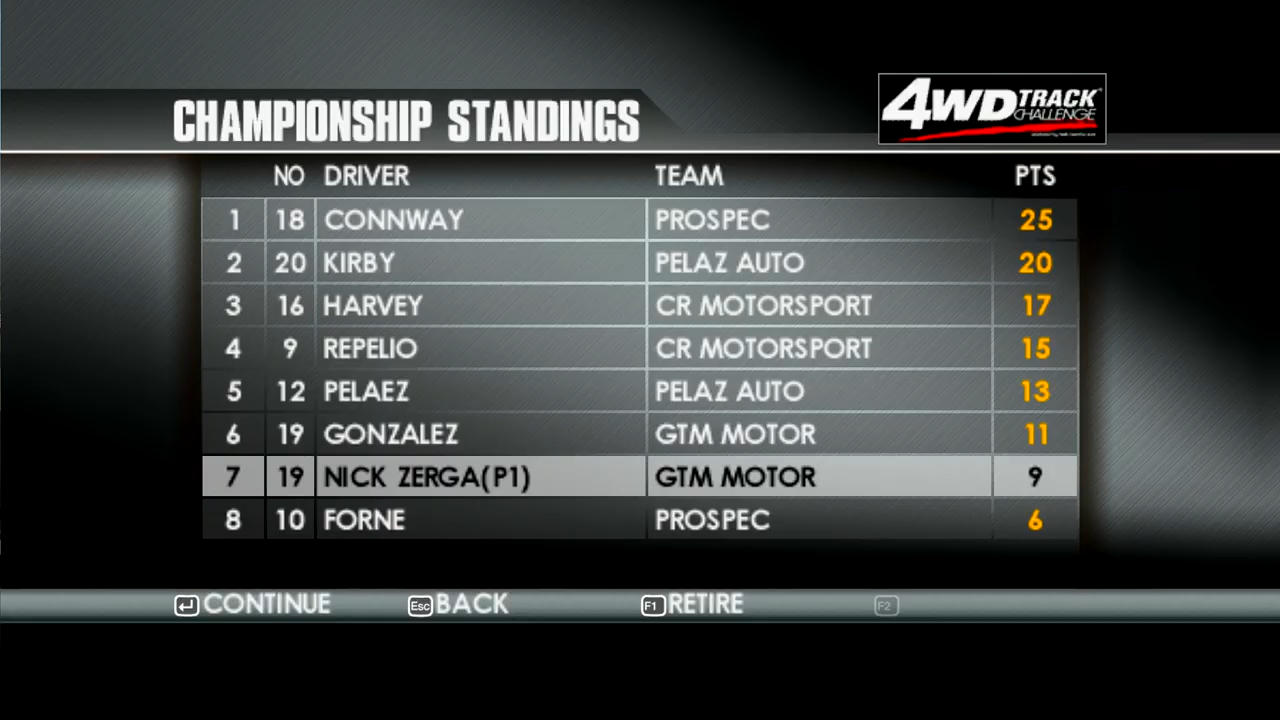 CHAMPIONSHIP STANDINGS
4WD TRACK CHALLENGE
NO DRIVER TEAM PTS
1 18 CONNWAY PROSPEC 25
2 20 KIRBY PELAZ AUTO 20
3 16 HARVEY CR MOTORSPORT 17
4 9 REPELIO CR MOTORSPORT 15
5 12 PELAEZ PELAZ AUTO 13
6 19 GONZALEZ GTM MOTOR 11
7 19 NICK ZERGA(P1) GTM MOTOR 9
8 10 FORNE PROSPEC 6
CONTINUE Esc BACK F1 RETIRE F2